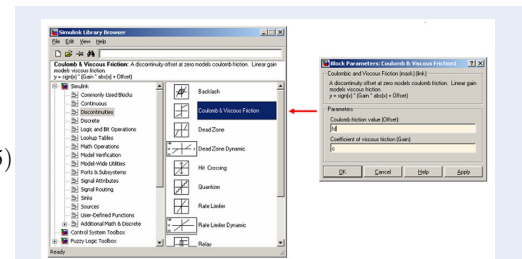 Simulink Library Browser
File Edit View Help
Coulomb & Viscous Friction: A discontinuity offset at zero models coulomb friction. Linear gain
models viscous friction.
y = sign(x) * (Gain * abs(x) + Offset)
Simulink
Commonly Used Blocks
Continuous
Discontinuities
Discrete
Logic and Bit Operations
Lookup Tables
Math Operations
Model Verification
Model-Wide Utilities
Ports & Subsystems
Signal Attributes
Signal Routing
Sinks
Sources
User-Defined Functions
Additional Math & Discrete
Control System Toolbox
Fuzzy Logic Toolbox
Backlash
Coulomb & Viscous Friction
Dead Zone
Dead Zone Dynamic
Hit Crossing
Quantizer
Rate Limiter
Rate Limiter Dynamic
Relay
Ready
Block Parameters: Coulomb & Viscous Friction1
Coulombic and Viscous Friction (mask) (link)
A discontinuity offset at zero models coulomb friction. Linear gain
models viscous friction.
y = sign(x) * (Gain * abs(x) + Offset)
Parameters
Coulomb friction value (Offset):
Coefficient of viscous friction (Gain):
c
OK Cancel Help Apply